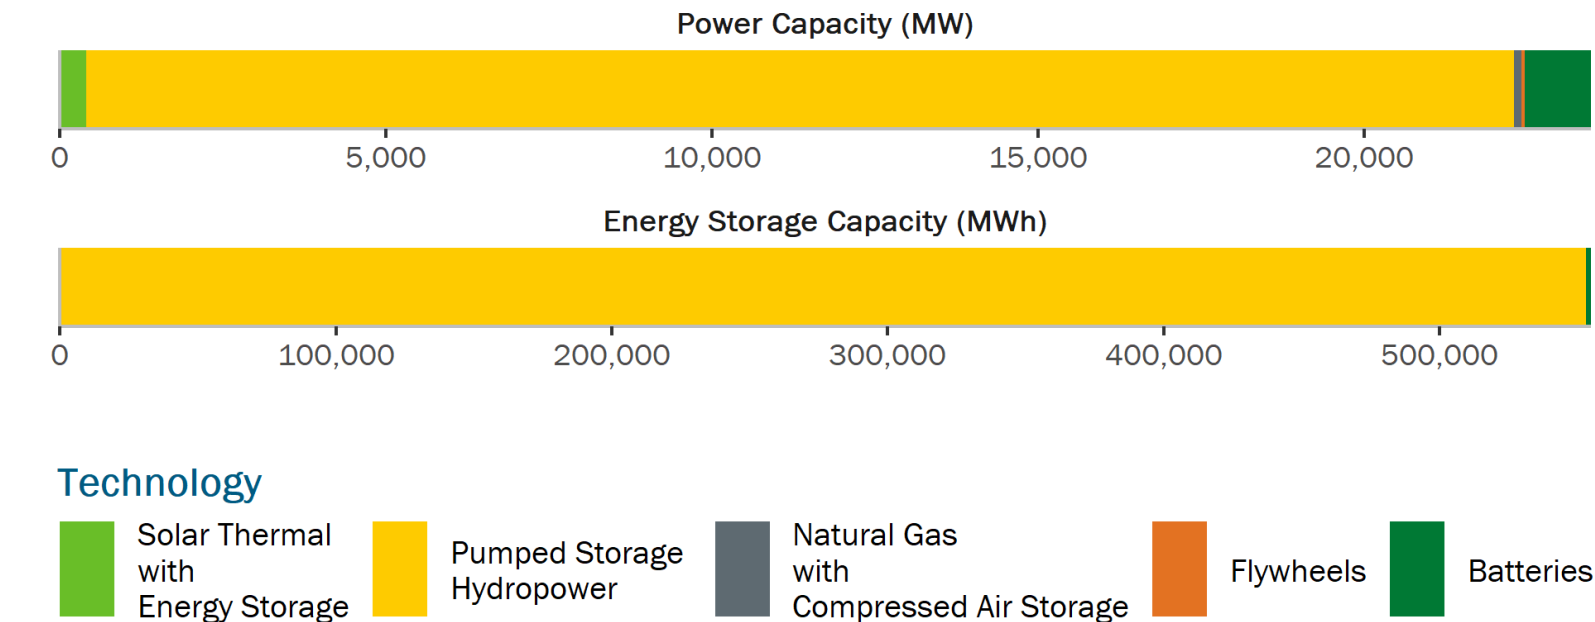 Power Capacity (MW)
0 5,000 10,000 15,000 20,000
Energy Storage Capacity (MWh)
0 100,000 200,000 300,000 400,000 500,000
Technology
Solar Thermal
with
Energy Storage
Pumped Storage
Hydropower
Natural Gas
with
Compressed Air Storage
Flywheels
Batteries